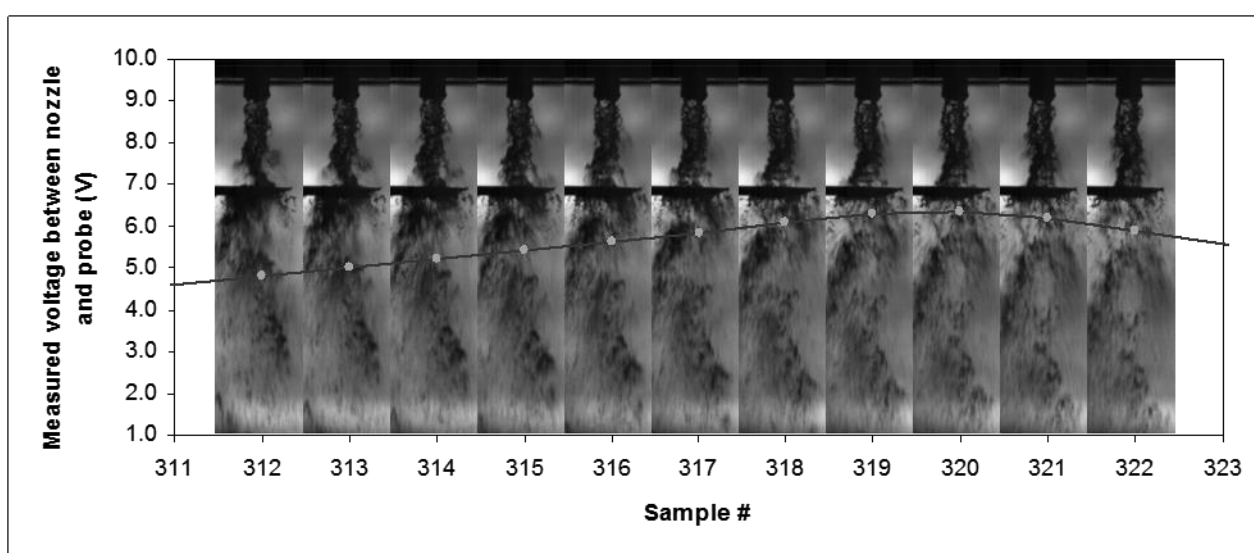 Measured voltage between nozzle
and probe (V)
10.0
9.0
8.0
7.0
6.0
5.0
4.0
3.0
2.0
1.0
311 312 313 314 315 316 317 318 319 320 321 322 323
Sample #